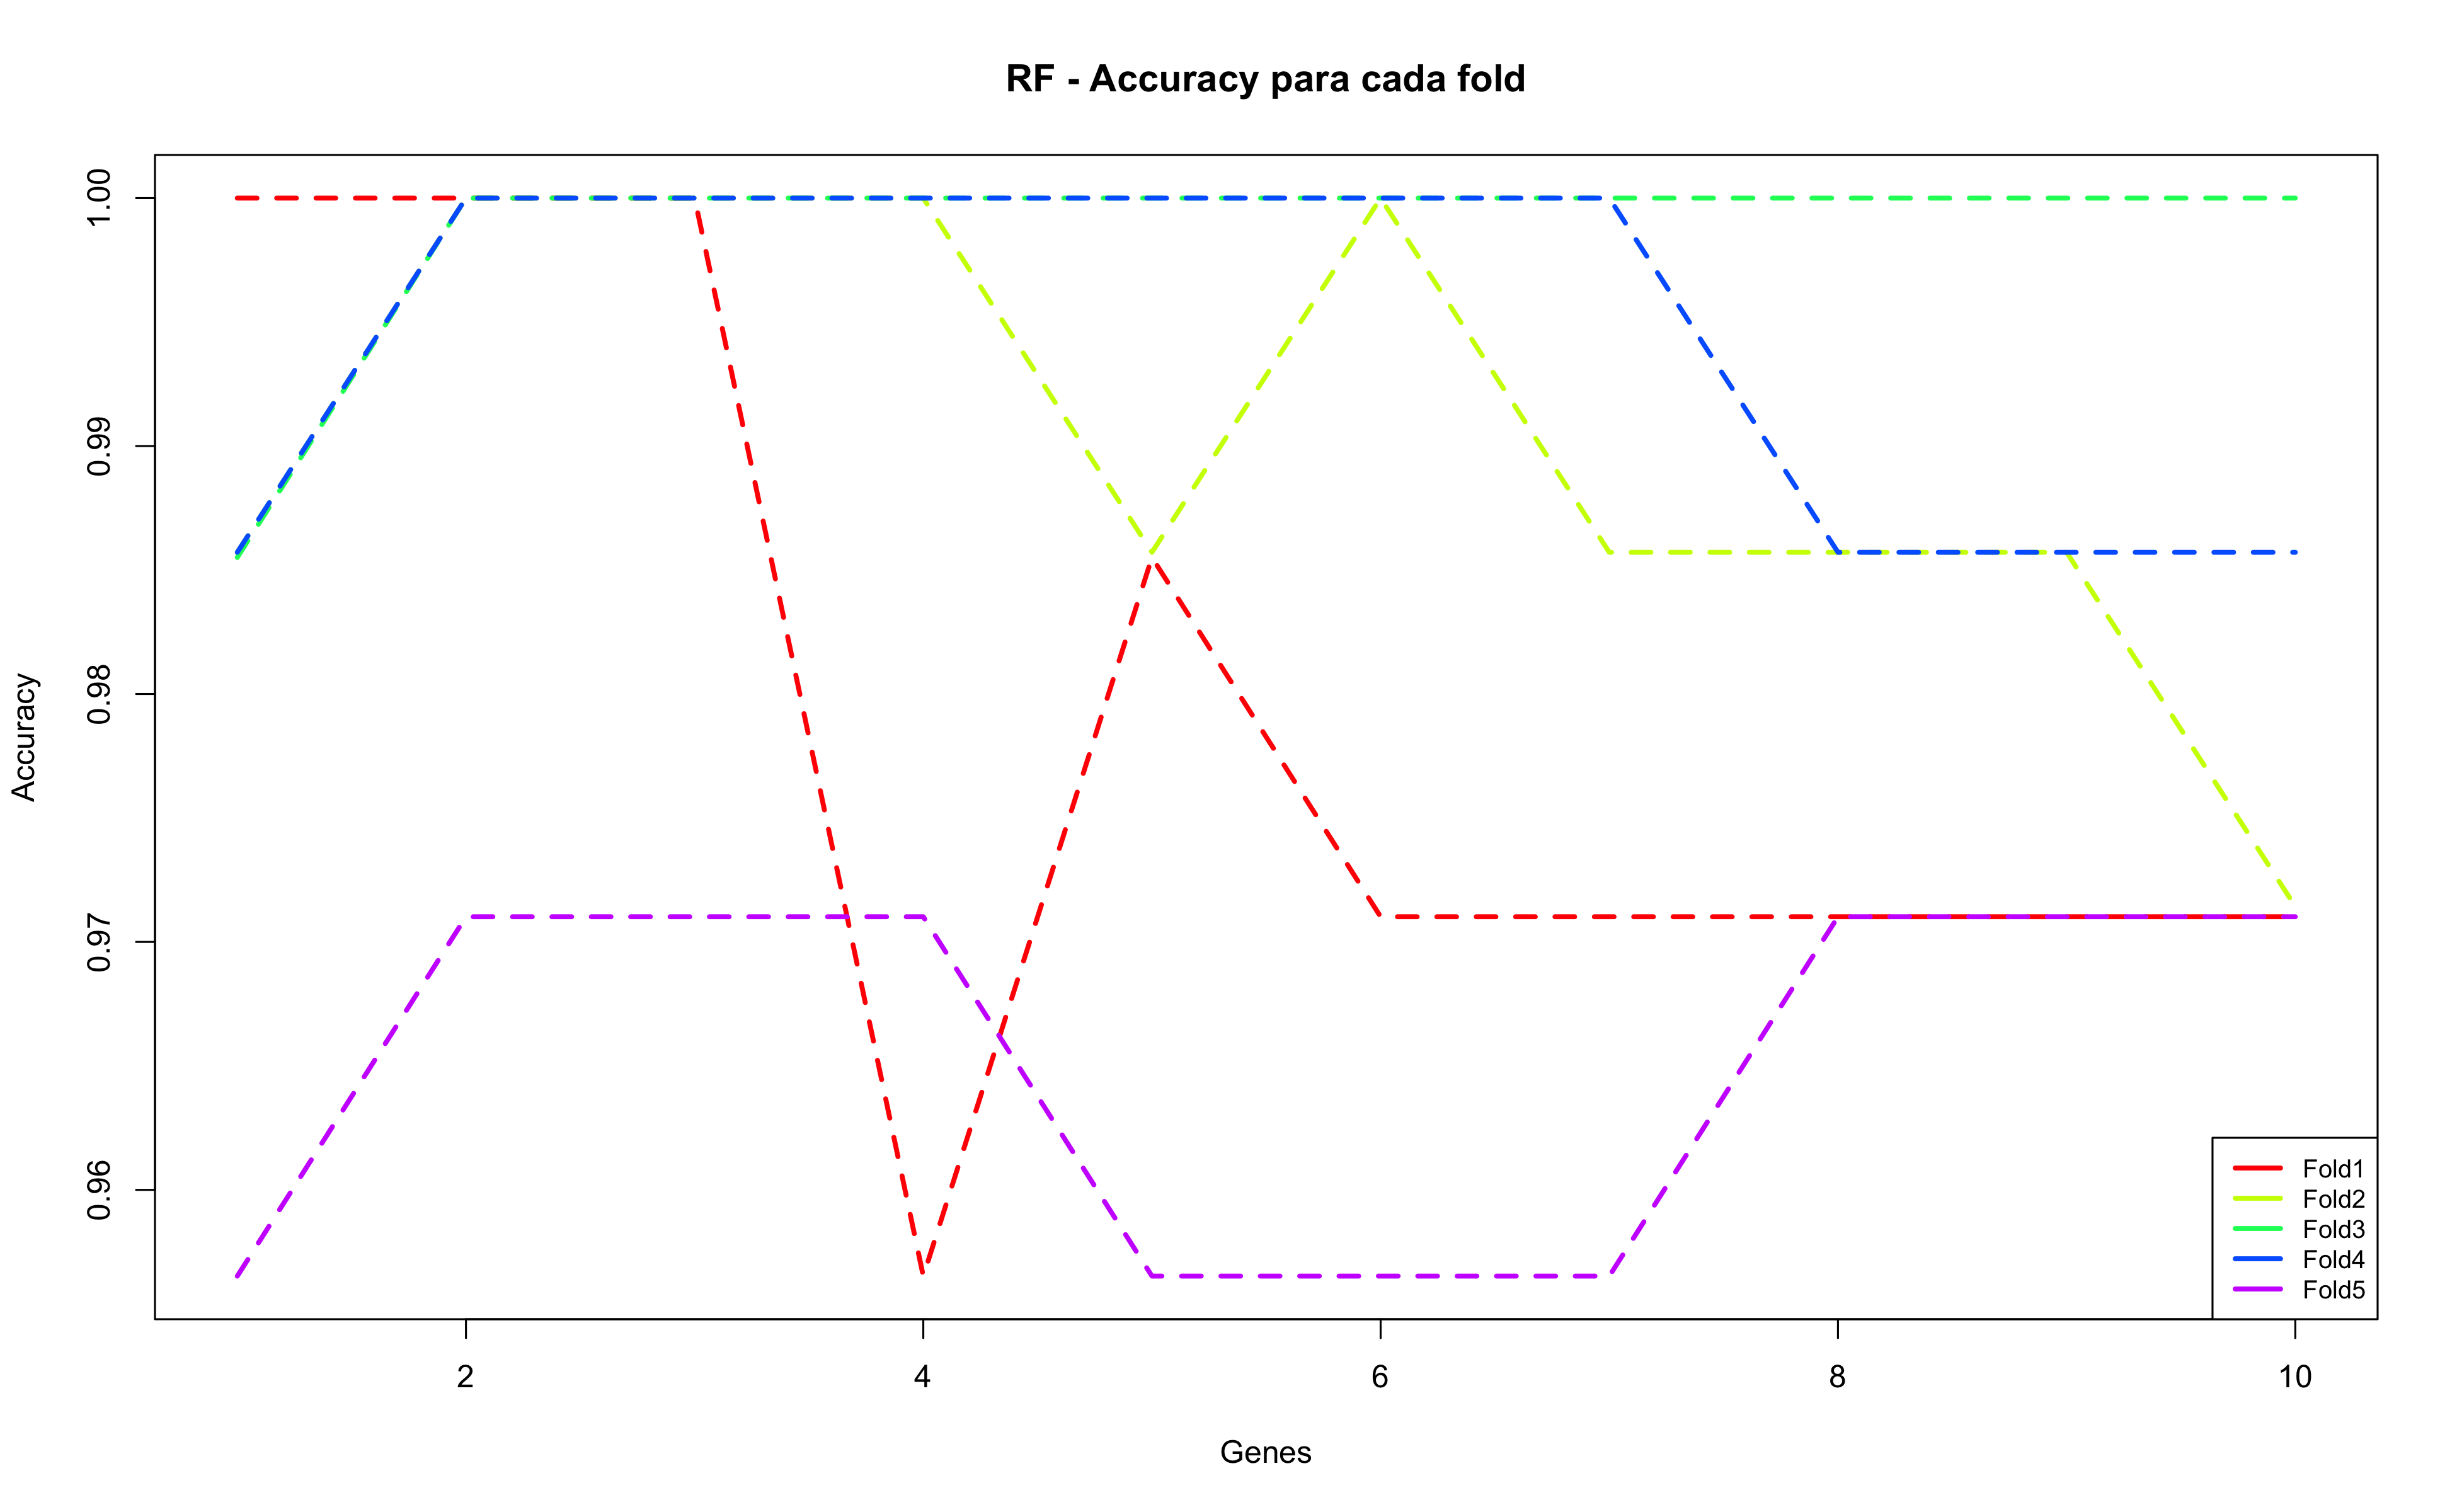 RF - Accuracy para cada fold
Accuracy
1.00
0.99
0.98
0.97
0.96
2
4
6
8
10
Genes
Fold1
Fold2
Fold3
Fold4
Fold5